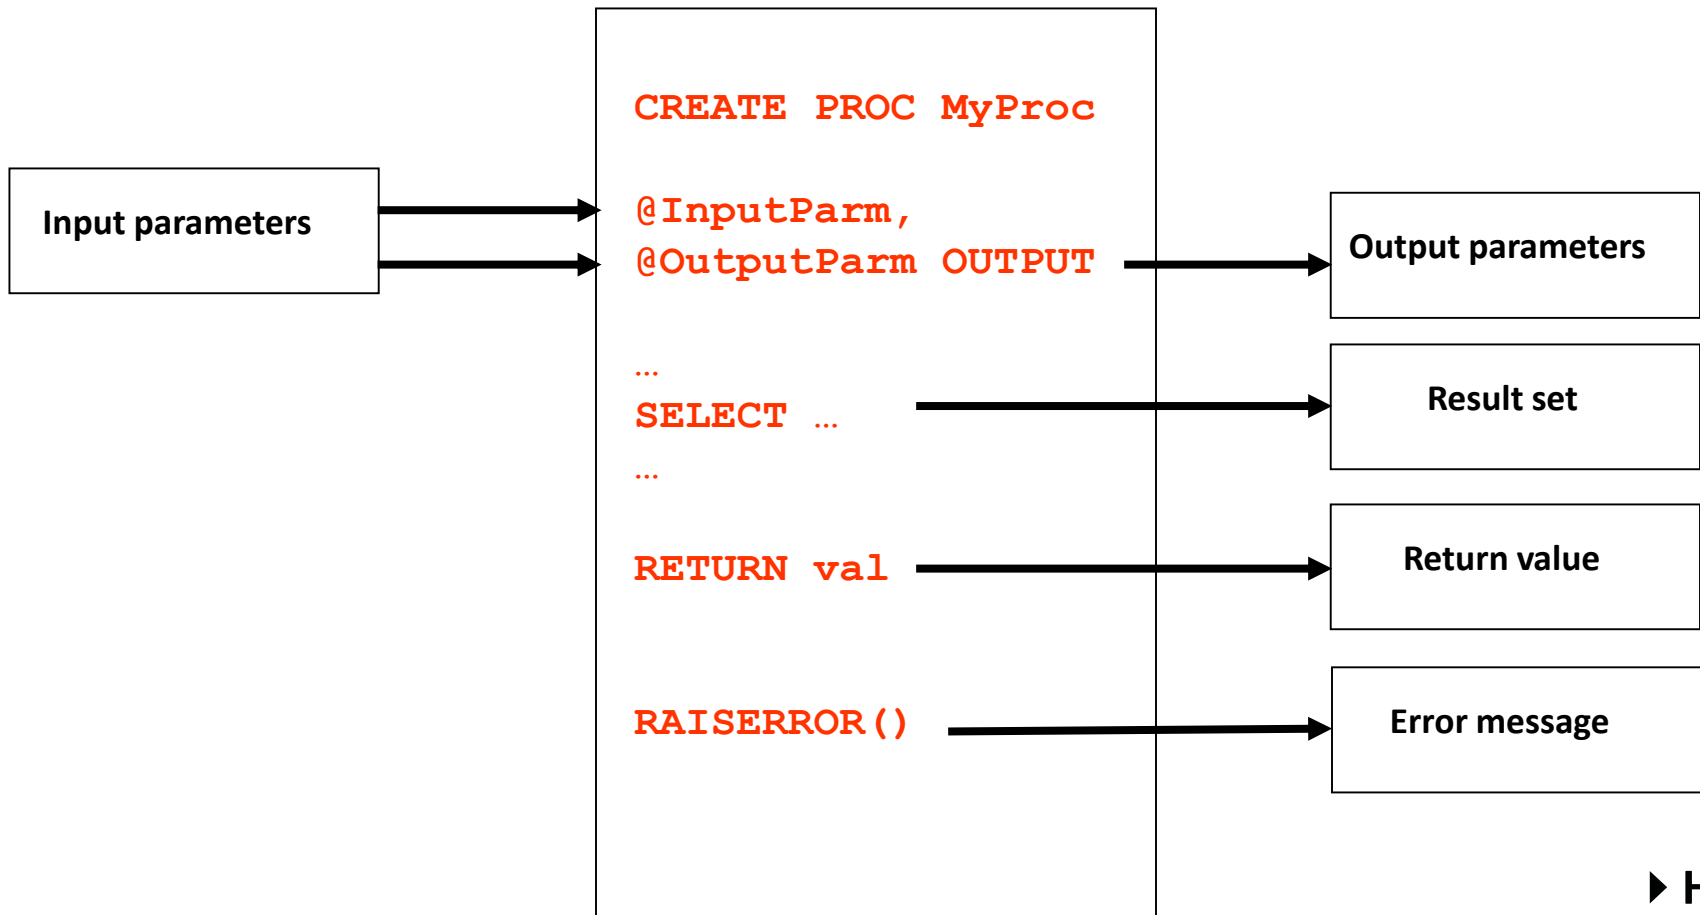 CREATE PROC MyProc
Input parameters
@InputParm,
@OutputParm OUTPUT
Output parameters
…
SELECT …
Result set
…
RETURN val
Return value
RAISERROR()
Error message